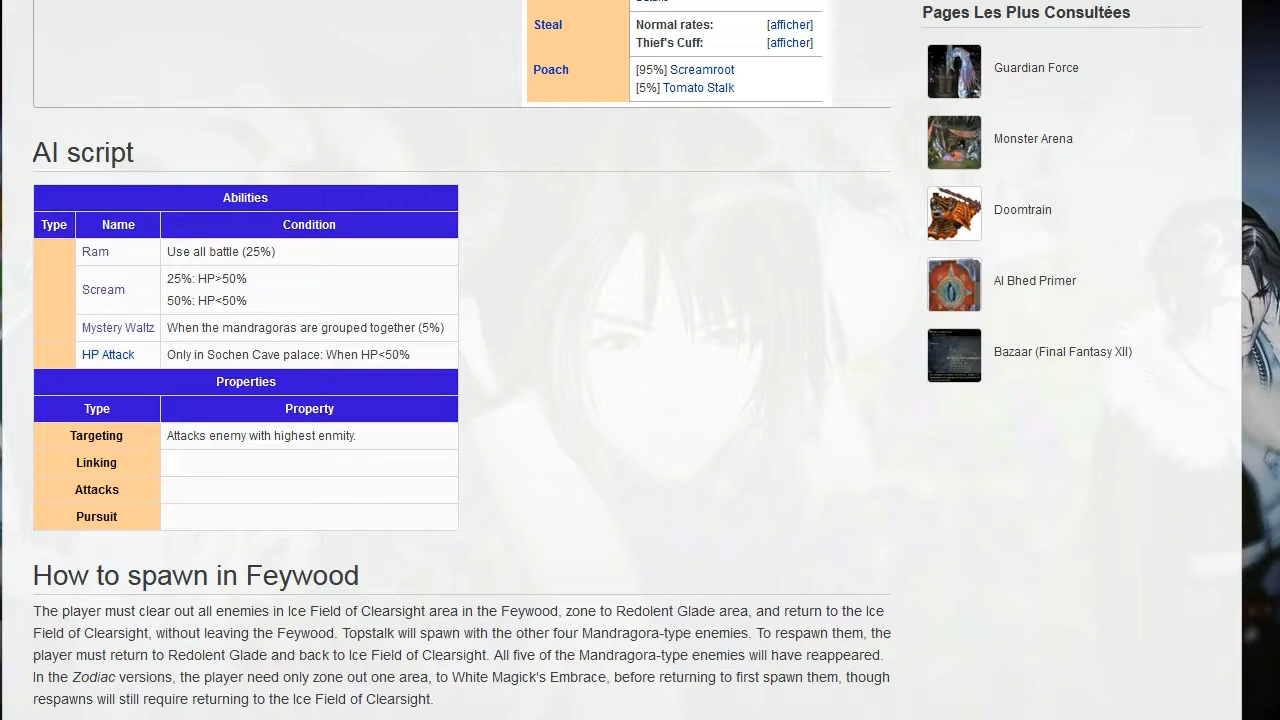 Steal
Normal rates: [afficher]
Thief's Cuff: [afficher]
Poach
[95%] Screamroot
[5%] Tomato Stalk
AI script
Abilities
Type Name Condition
Ram Use all battle (25%)
Scream 25%: HP>50%
50%: HP<50%
Mystery Waltz When the mandragoras are grouped together (5%)
HP Attack Only in Sochen Cave palace: When HP<50%
Properties
Type Property
Targeting Attacks enemy with highest enmity.
Linking
Attacks
Pursuit
How to spawn in Feywood
The player must clear out all enemies in Ice Field of Clearsight area in the Feywood, zone to Redolent Glade area, and return to the Ice
Field of Clearsight, without leaving the Feywood. Topstalk will spawn with the other four Mandragora-type enemies. To respawn them, the
player must return to Redolent Glade and back to Ice Field of Clearsight. All five of the Mandragora-type enemies will have reappeared.
In the Zodiac versions, the player need only zone out one area, to White Magick's Embrace, before returning to first spawn them, though
respawns will still require returning to the Ice Field of Clearsight.
Pages Les Plus Consultées
Guardian Force
Monster Arena
Doomtrain
Al Bhed Primer
Bazaar (Final Fantasy XII)